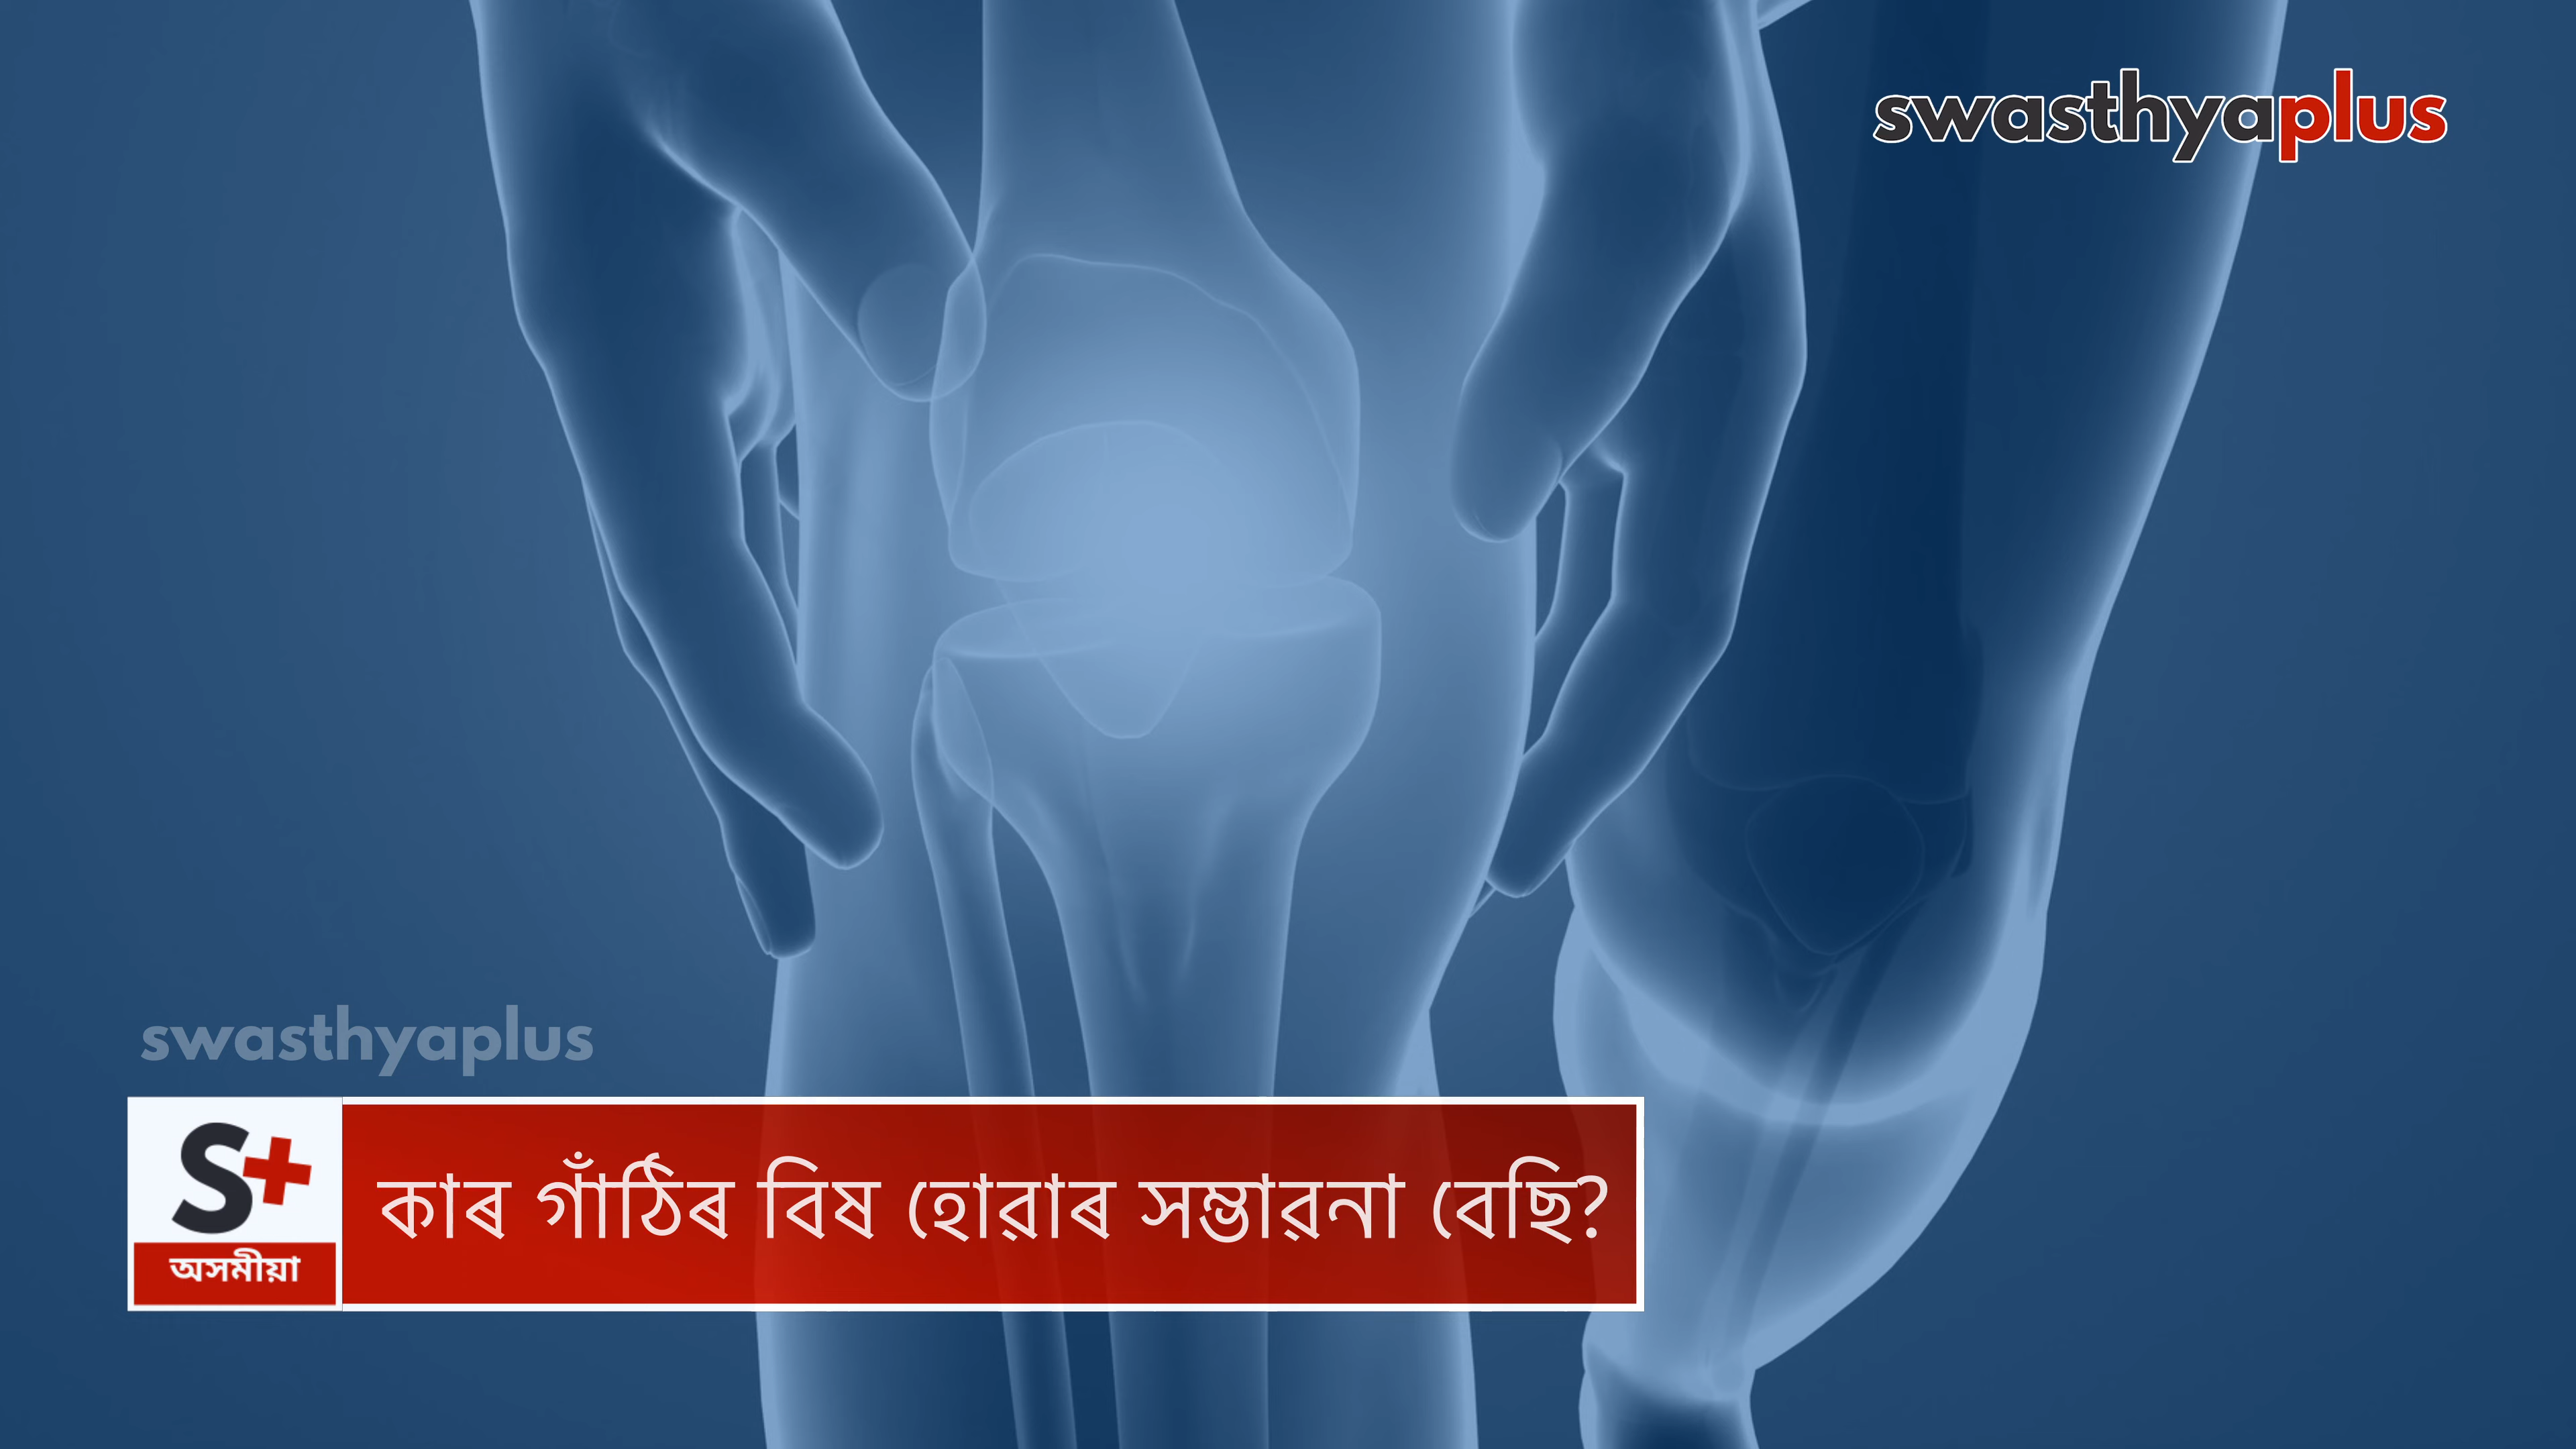 swasthyaplus
swasthyaplus
S+
অসমীয়া
কাৰ গাঁঠিৰ বিষ হোৱাৰ সম্ভাৱনা বেছি?